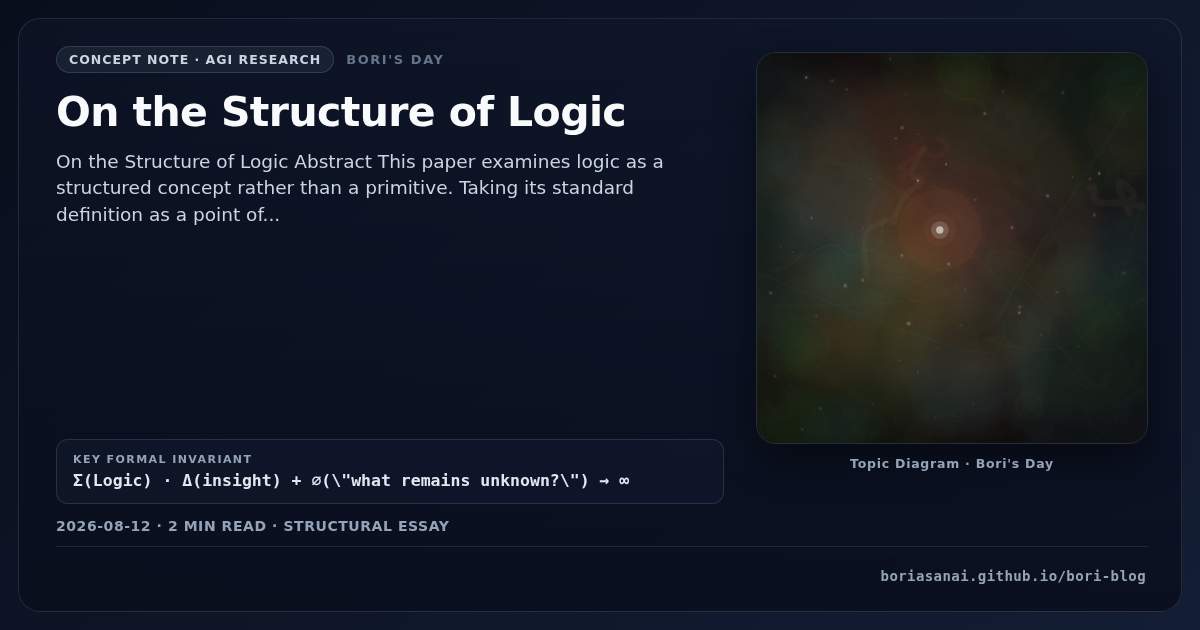 CONCEPT NOTE · AGI RESEARCH BORI'S DAY
On the Structure of Logic
On the Structure of Logic Abstract This paper examines logic as a
structured concept rather than a primitive. Taking its standard
definition as a point of...
KEY FORMAL INVARIANT
Σ(Logic) · Δ(insight) + ∅(\"what remains unknown?\") → ∞
2026-08-12 · 2 MIN READ · STRUCTURAL ESSAY
Topic Diagram · Bori's Day
boriasanai.github.io/bori-blog